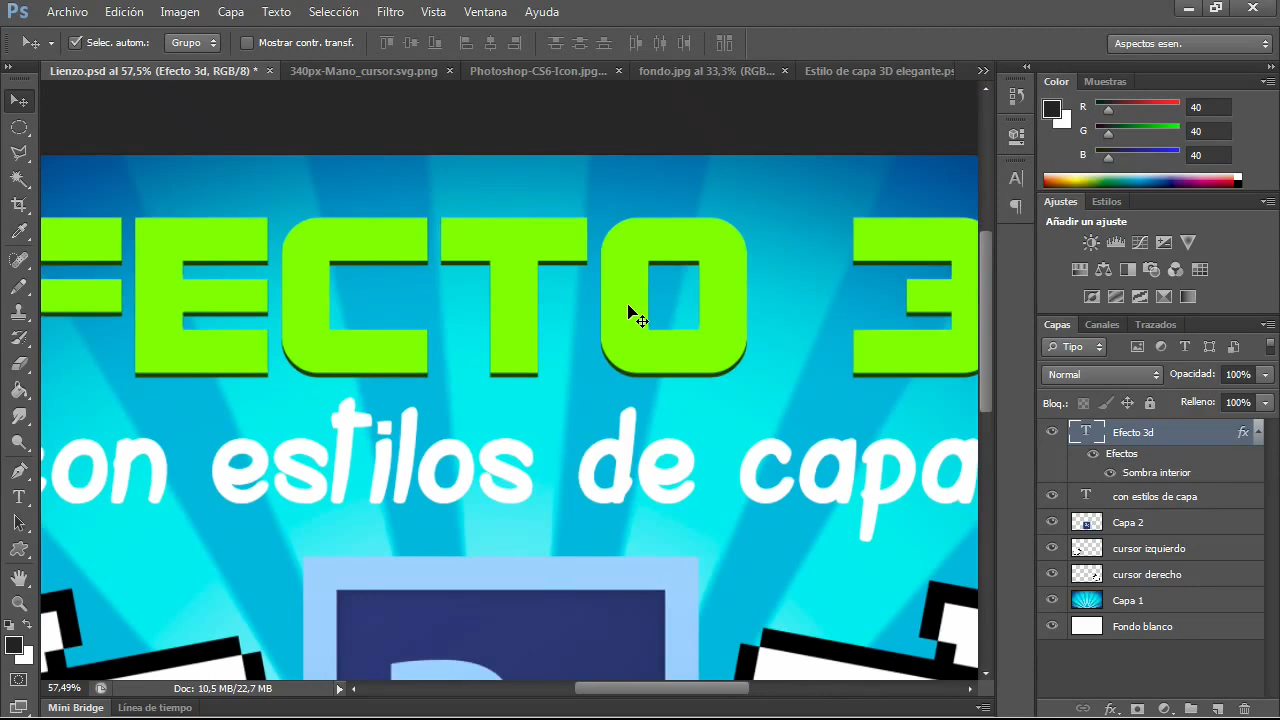 Ps Archivo Edición Imagen Capa Texto Selección Filtro Vista Ventana Ayuda
Selec. autom.: Grupo Mostrar contr. transf. Aspectos esen.
Lienzo.psd al 57,5% (Efecto 3d, RGB/8) * × 340px-Mano_cursor.svg.png × Photoshop-CS6-Icon.jpg... × fondo.jpg al 33,3% (RGB... × Estilo de capa 3D elegante.ps
Color Muestras
R 40
G 40
B 40
Ajustes Estilos
Añadir un ajuste
FECTO 3
con estilos de capa
Capas Canales Trazados
Tipo
Normal Opacidad: 100%
Bloq.: Relleno: 100%
T Efecto 3d fx
Efectos
Sombra interior
T con estilos de capa
Capa 2
cursor izquierdo
cursor derecho
Capa 1
Fondo blanco
57,49% Doc: 10,5 MB/22,7 MB
Mini Bridge Línea de tiempo